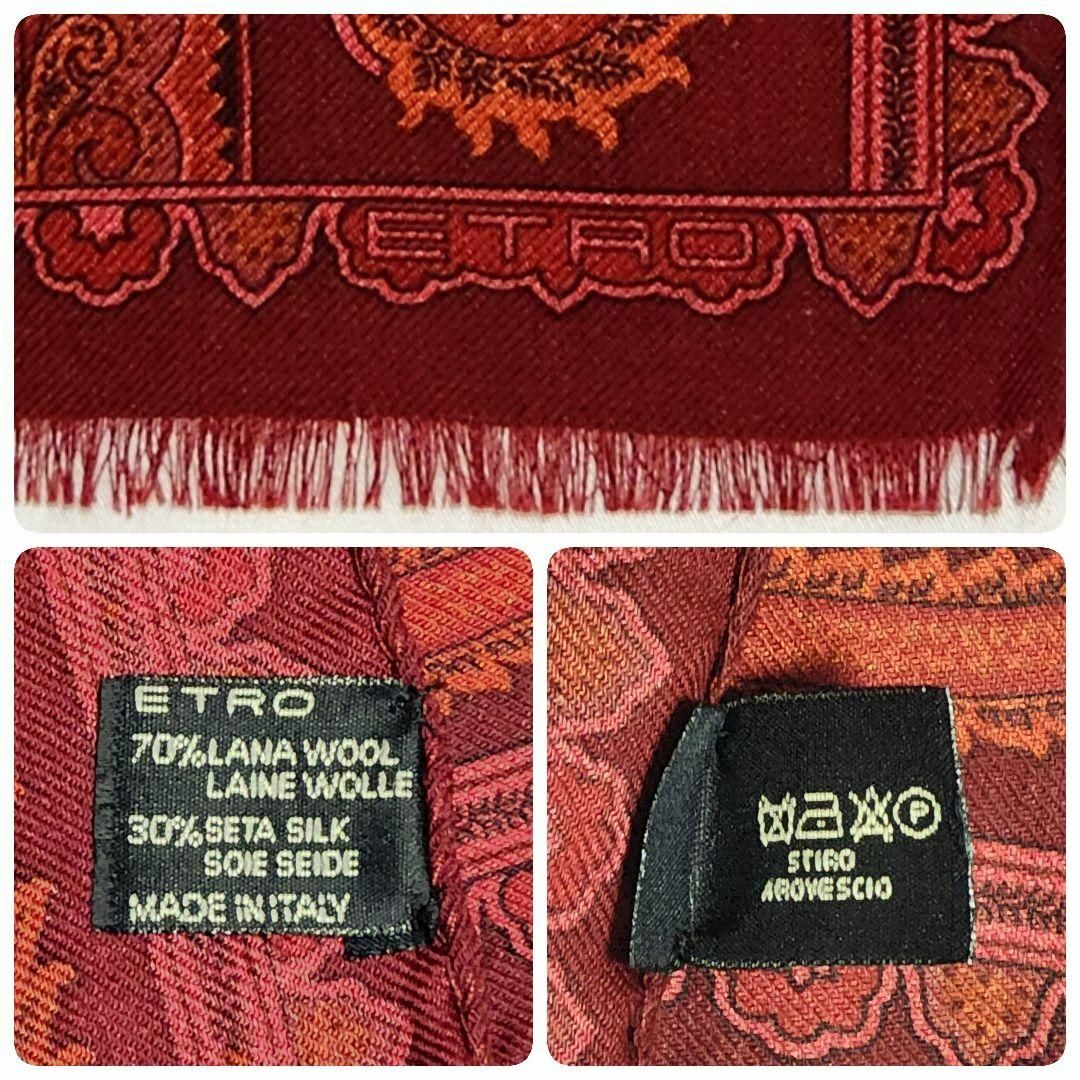 ETRO
ETRO
70% LANA WOOL
LAINE WOLLE
30% SETA SILK
SOIE SEIDE
MADE IN ITALY
P
STIRO
AROVESCIO